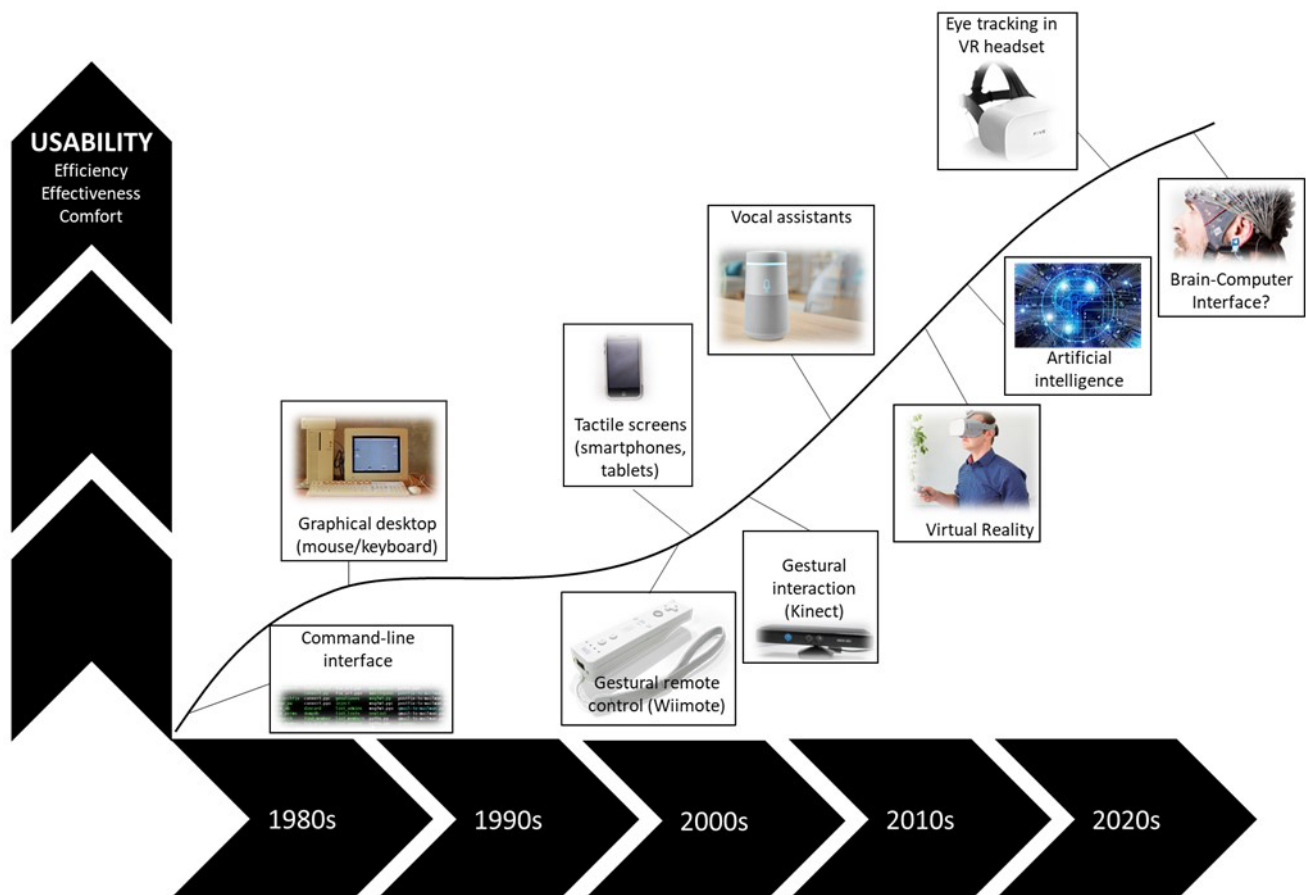 Eye tracking in
VR headset
USABILITY
Efficiency
Effectiveness
Comfort
Vocal assistants
Brain-Computer
Interface?
Artificial
intelligence
Tactile screens
(smartphones,
tablets)
Graphical desktop
(mouse/keyboard)
Virtual Reality
Gestural
interaction
(Kinect)
Command-line
interface
Gestural remote
control (Wiimote)
1980s
1990s
2000s
2010s
2020s